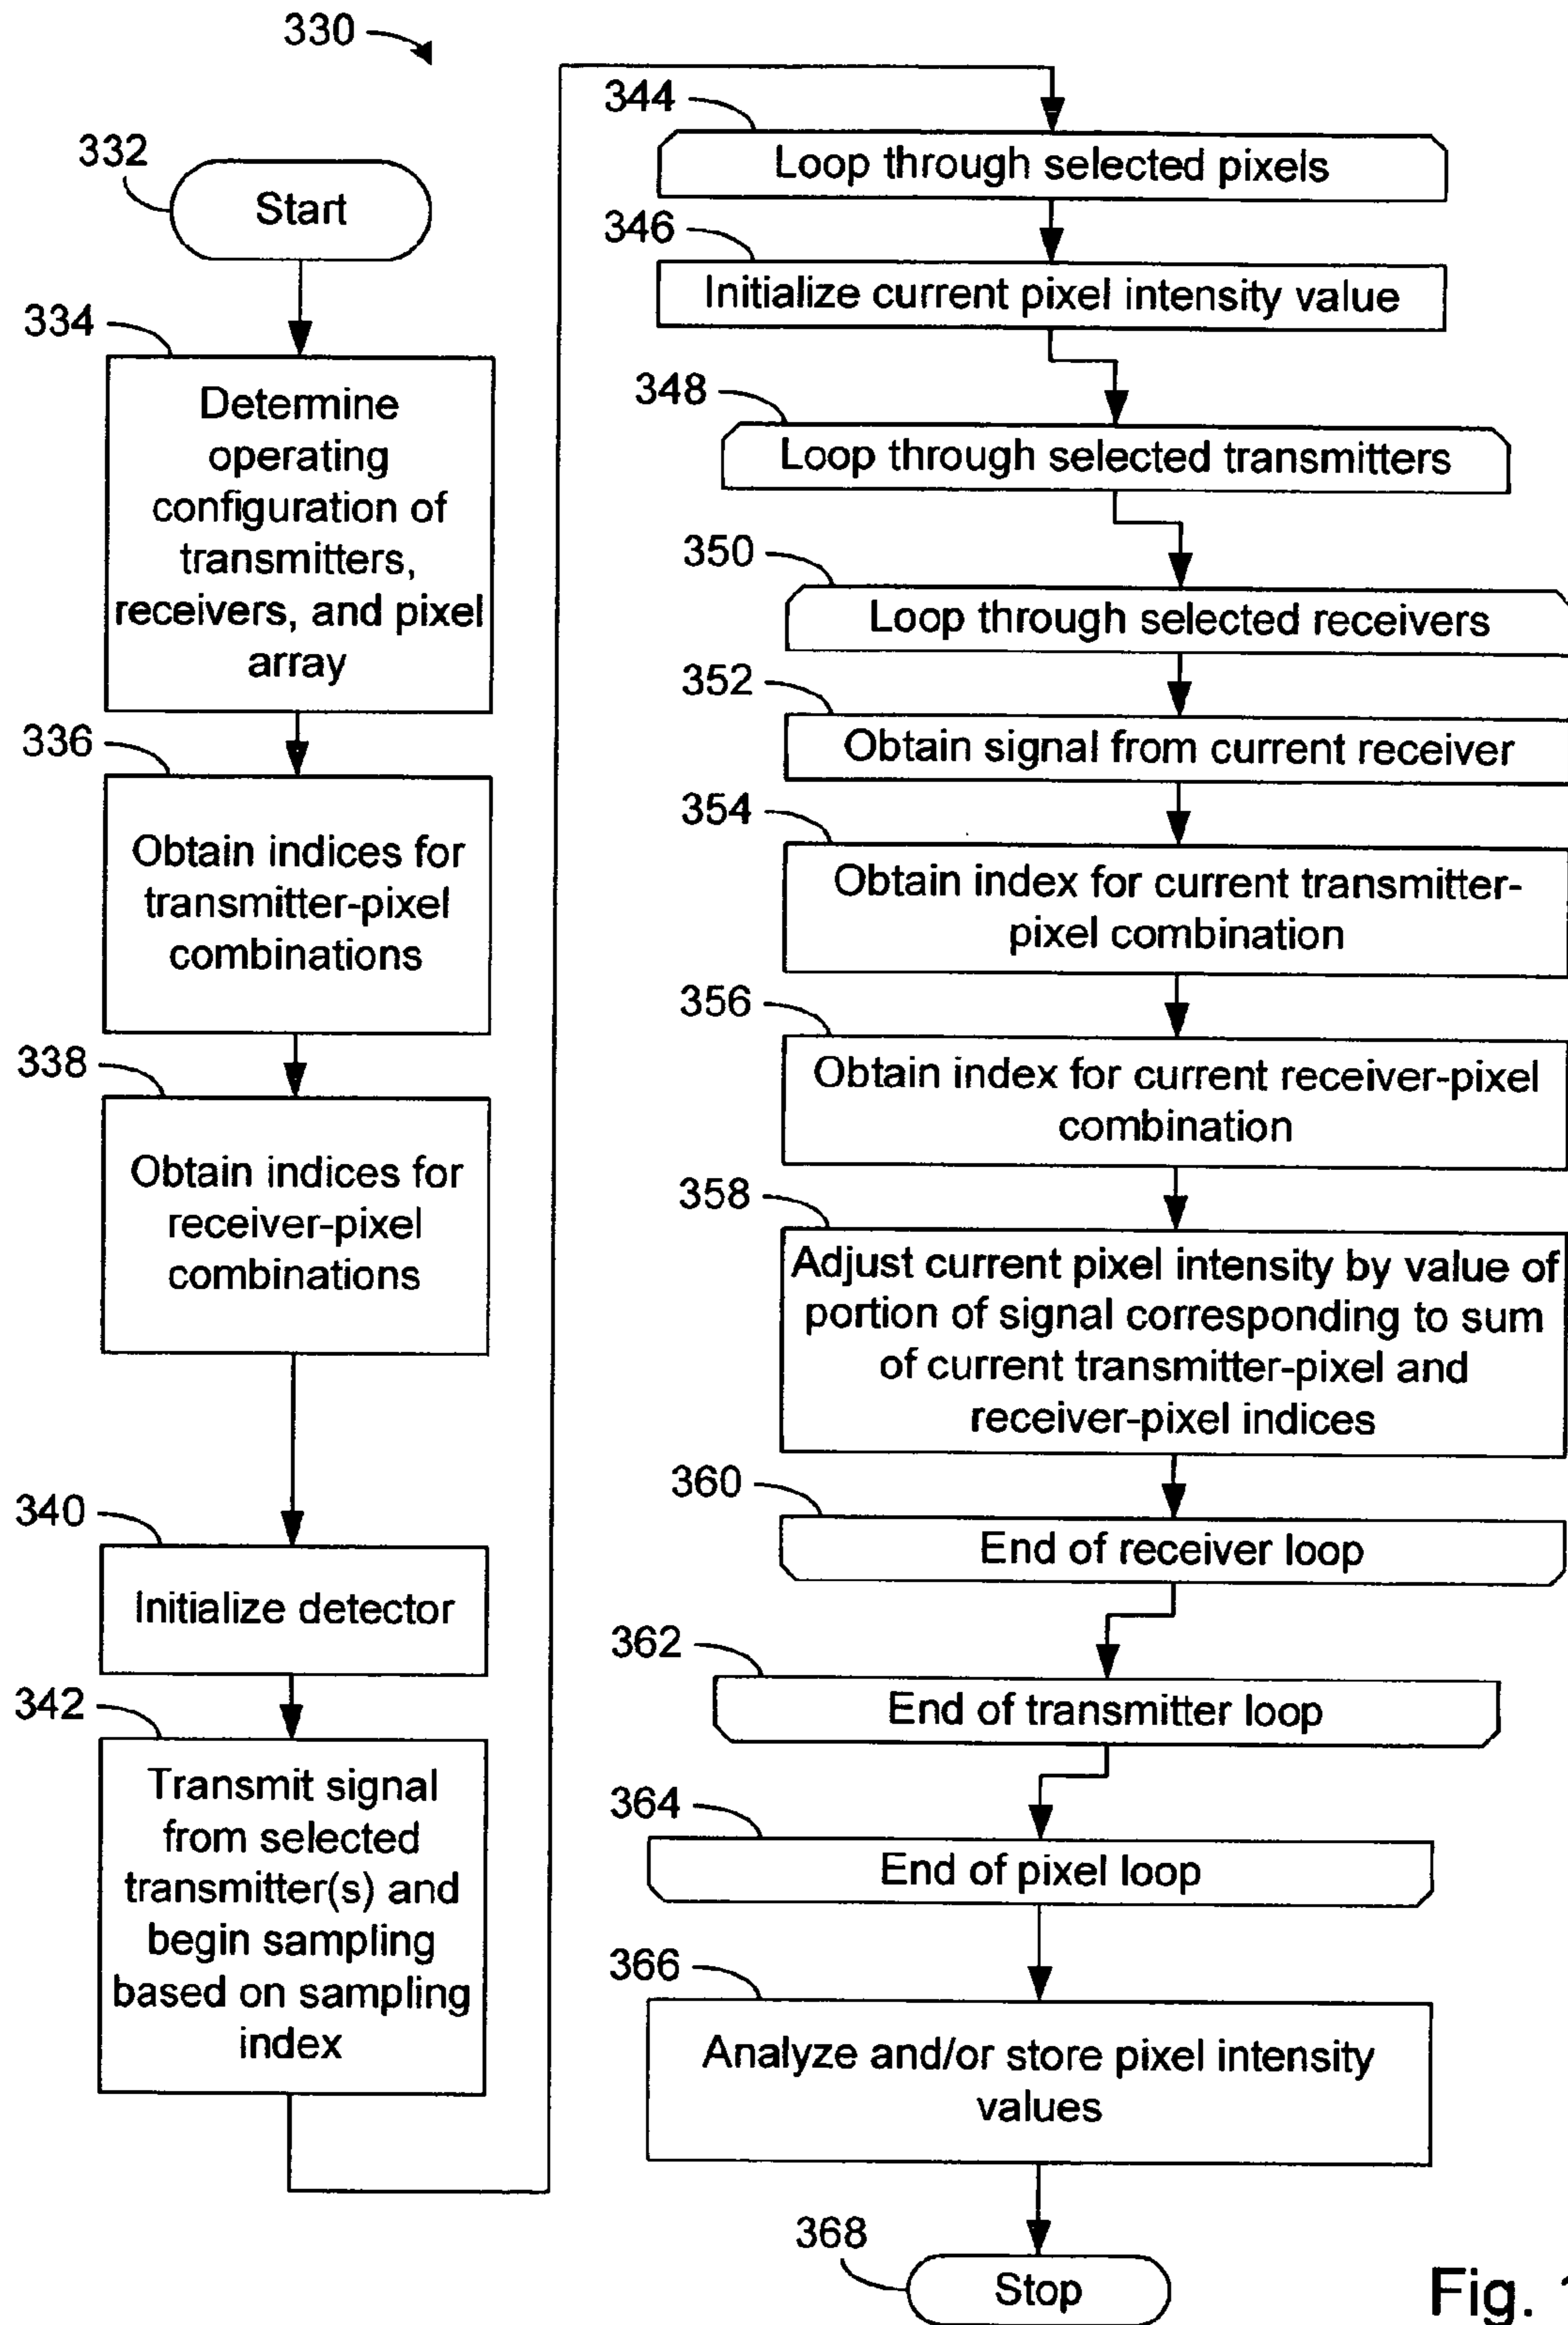 330
332
Start
334
Determine
operating
configuration of
transmitters,
receivers, and pixel
array
336
Obtain indices for
transmitter-pixel
combinations
338
Obtain indices for
receiver-pixel
combinations
340
Initialize detector
342
Transmit signal
from selected
transmitter(s) and
begin sampling
based on sampling
index
344
Loop through selected pixels
346
Initialize current pixel intensity value
348
Loop through selected transmitters
350
Loop through selected receivers
352
Obtain signal from current receiver
354
Obtain index for current transmitter-
pixel combination
356
Obtain index for current receiver-pixel
combination
358
Adjust current pixel intensity by value of
portion of signal corresponding to sum
of current transmitter-pixel and
receiver-pixel indices
360
End of receiver loop
362
End of transmitter loop
364
End of pixel loop
366
Analyze and/or store pixel intensity
values
368
Stop
Fig.